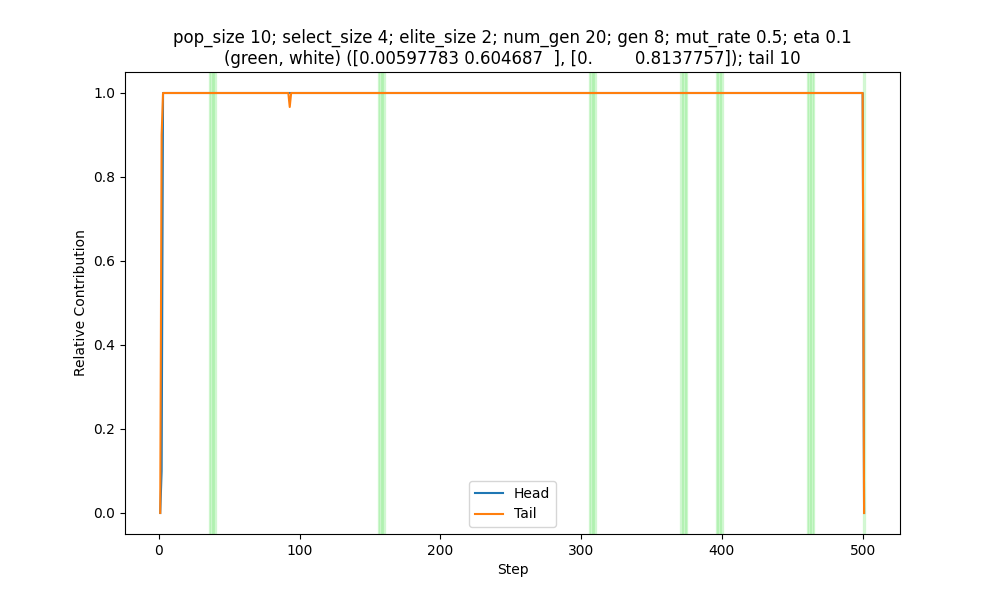 pop_size 10; select_size 4; elite_size 2; num_gen 20; gen 8; mut_rate 0.5; eta 0.1
(green, white) ([0.00597783 0.604687  ], [0.        0.8137757]); tail 10
1.0
0.8
0.6
0.4
0.2
0.0
Relative Contribution
Head
Tail
0 100 200 300 400 500
Step